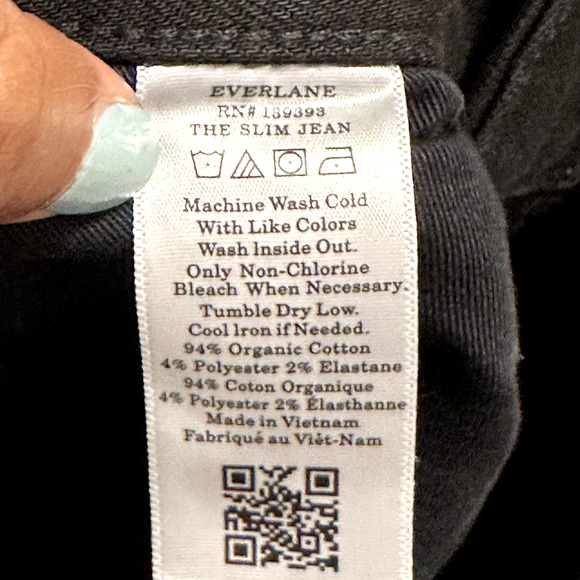 EVERLANE
RN# 139393
THE SLIM JEAN
Machine Wash Cold
With Like Colors
Wash Inside Out.
Only Non-Chlorine
Bleach When Necessary.
Tumble Dry Low.
Cool Iron if Needed.
94% Organic Cotton
4% Polyester 2% Elastane
94% Coton Organique
4% Polyester 2% Élasthanne
Made in Vietnam
Fabriqué au Viêt-Nam